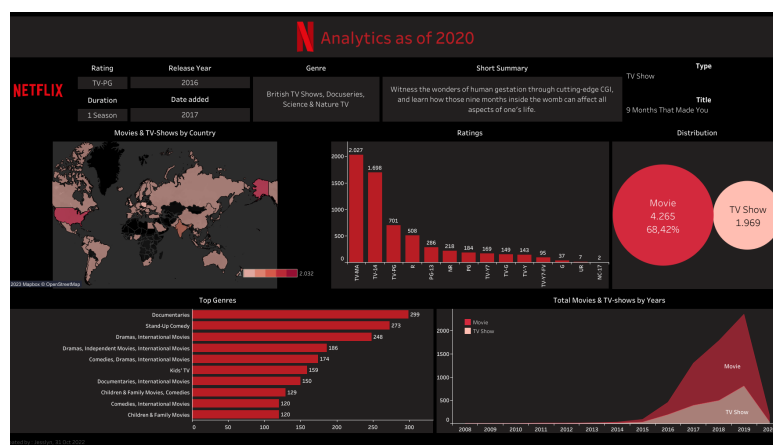 N Analytics as of 2020
NETFLIX
Rating
TV-PG
Release Year
2016
Duration
1 Season
Date added
2017
Genre
British TV Shows, Docuseries,
Science & Nature TV
Short Summary
Witness the wonders of human gestation through cutting-edge CGI,
and learn how those nine months inside the womb can affect all
aspects of one's life.
Type
TV Show
Title
9 Months That Made You
Movies & TV-Shows by Country
2.032
2023 Mapbox © OpenStreetMap
Ratings
2000
1500
1000
500
0
2.027
1.698
701
508
286
218
184
169
149
143
95
37
7
2
TV-MA
TV-14
TV-PG
R
PG-13
NR
PG
TV-Y7
TV-G
TV-Y
TV-Y7-FV
G
UR
NC-17
Distribution
Movie
4.265
68,42%
TV Show
1.969
Top Genres
Documentaries 299
Stand-Up Comedy 273
Dramas, International Movies 248
Dramas, Independent Movies, International Movies 186
Comedies, Dramas, International Movies 174
Kids' TV 159
Documentaries, International Movies 150
Children & Family Movies, Comedies 129
Comedies, International Movies 120
Children & Family Movies 120
0 50 100 150 200 250 300
Total Movies & TV-shows by Years
Movie
TV Show
2000
1500
1000
500
0
Movie
TV Show
2008 2009 2010 2011 2012 2013 2014 2015 2016 2017 2018 2019
31 Oct 2022